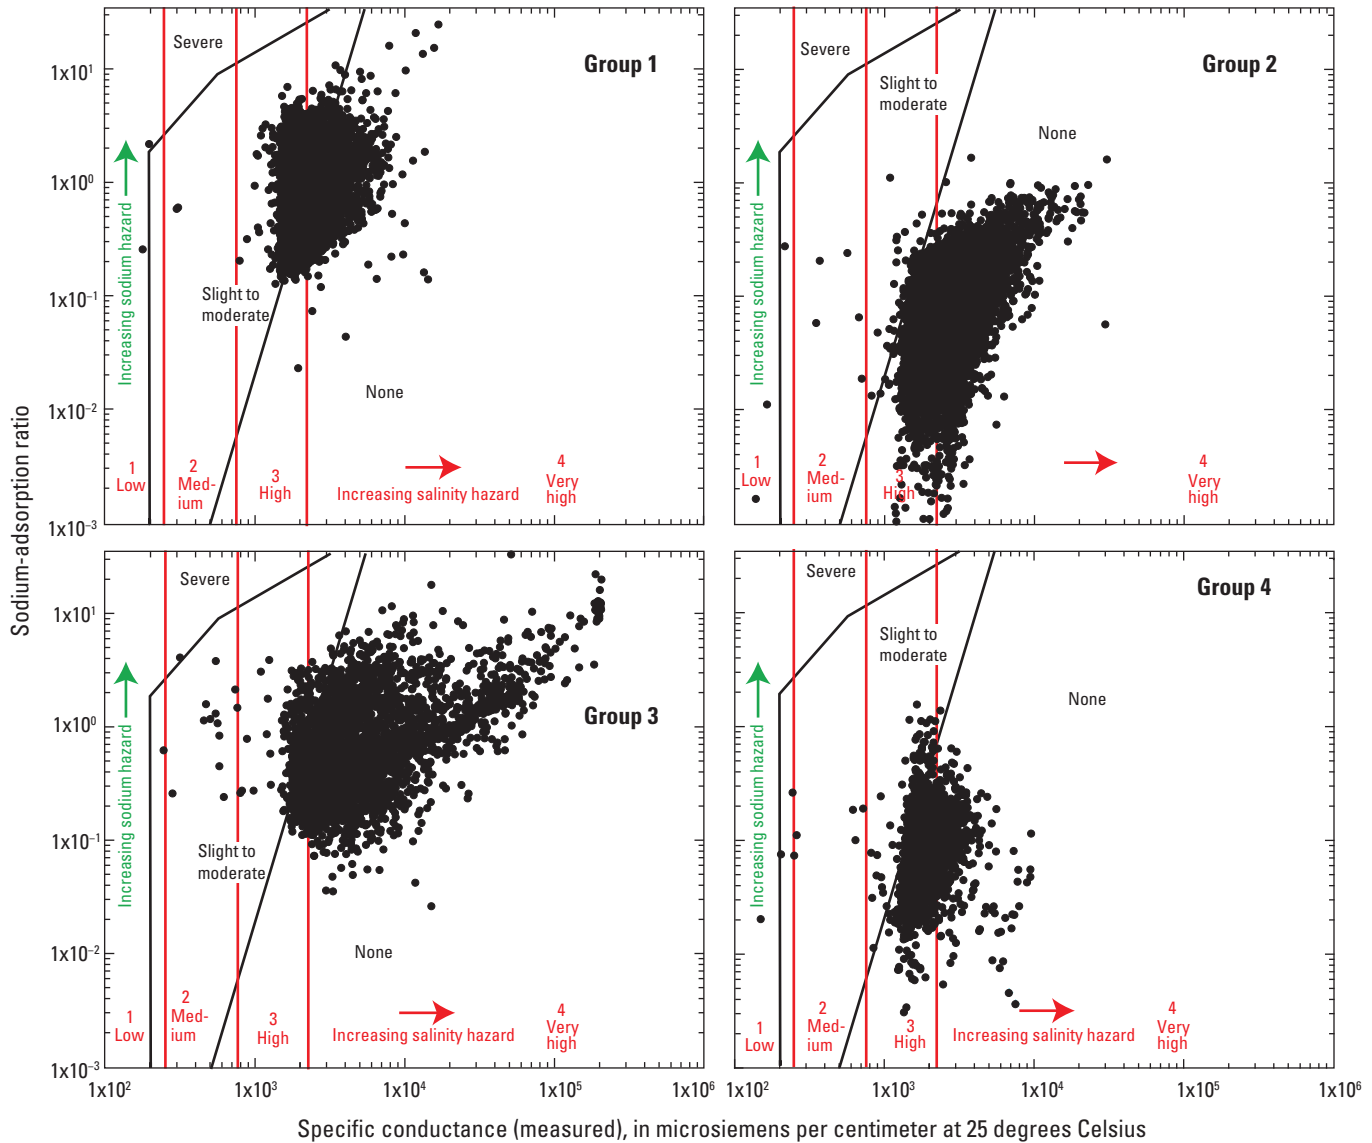 Group 1
Severe
Slight to
moderate
None
1 Low
2 Med-
ium
3
High
4
Very
high
Increasing salinity hazard
Increasing sodium hazard
1x10¹
1x10⁰
1x10⁻¹
1x10⁻²
1x10⁻³
Group 2
Severe
Slight to
moderate
None
1
Low
2
Med-
ium
3
High
4
Very
high
Increasing sodium hazard
Sodium-adsorption ratio
Group 3
Severe
Slight to
moderate
None
1
Low
2
Med-
ium
3
High
4
Very
high
Increasing salinity hazard
Increasing sodium hazard
1x10¹
1x10⁰
1x10⁻¹
1x10⁻²
1x10⁻³
1x10²
1x10³
1x10⁴
1x10⁵
1x10⁶
Group 4
Severe
Slight to
moderate
None
1
Low
2
Med-
ium
3
High
4
Very
high
Increasing salinity hazard
Increasing sodium hazard
1x10²
1x10³
1x10⁴
1x10⁵
1x10⁶
Specific conductance (measured), in microsiemens per centimeter at 25 degrees Celsius